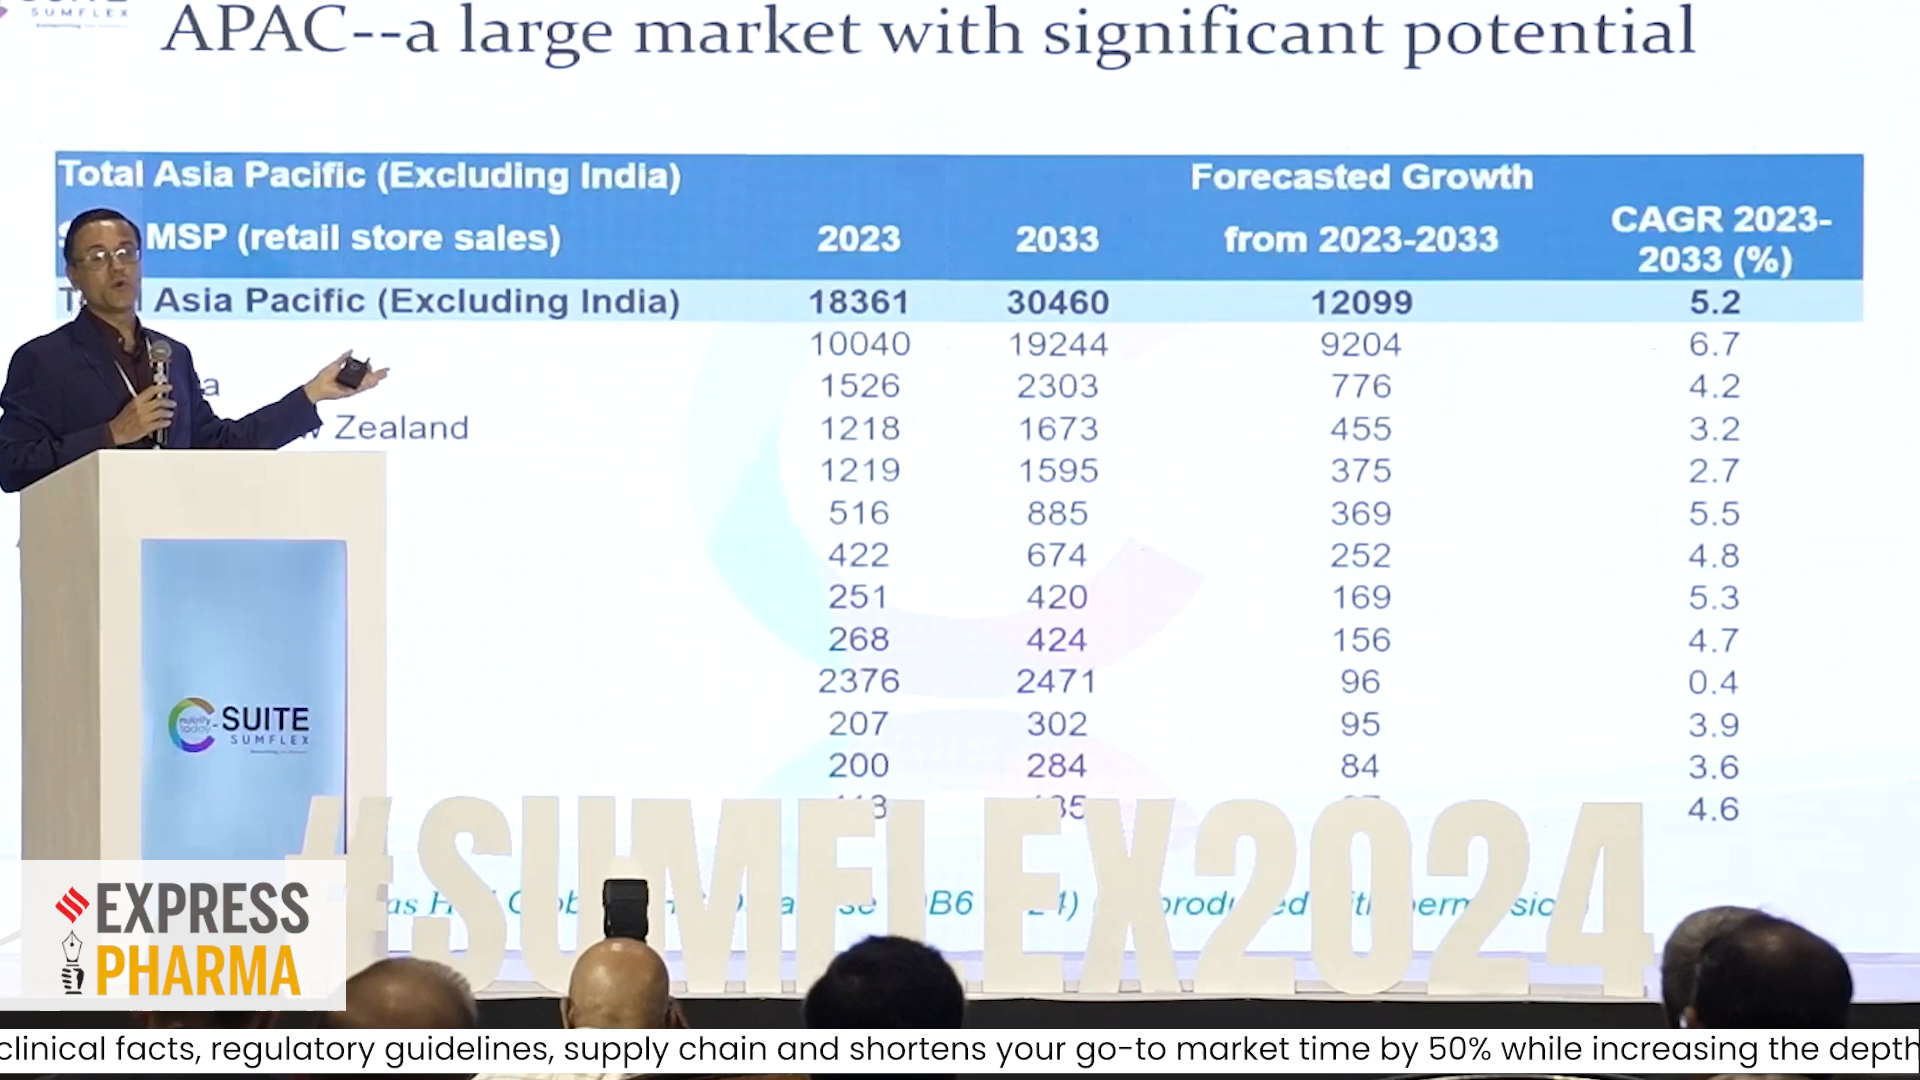 SUMFLEX
APAC--a large market with significant potential
Total Asia Pacific (Excluding India)
MSP (retail store sales)
2023
2033
Forecasted Growth
from 2023-2033
CAGR 2023-
2033 (%)
Asia Pacific (Excluding India) 18361 30460 12099 5.2
10040 19244 9204 6.7
a 1526 2303 776 4.2
Zealand 1218 1673 455 3.2
1219 1595 375 2.7
516 885 369 5.5
422 674 252 4.8
251 420 169 5.3
268 424 156 4.7
2376 2471 96 0.4
207 302 95 3.9
200 284 84 3.6
4.6
nutrify
today
C-SUITE
SUMFLEX
#SUMFLEX2024
EXPRESS
PHARMA
clinical facts, regulatory guidelines, supply chain and shortens your go-to market time by 50% while increasing the depth